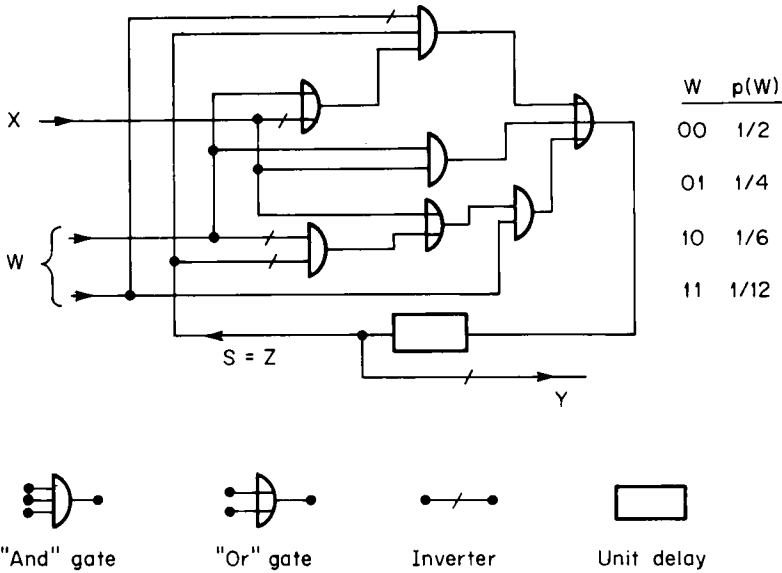 X
W
W p(W)
00 1/2
01 1/4
10 1/6
11 1/12
S = Z
Y
"And" gate
"Or" gate
Inverter
Unit delay